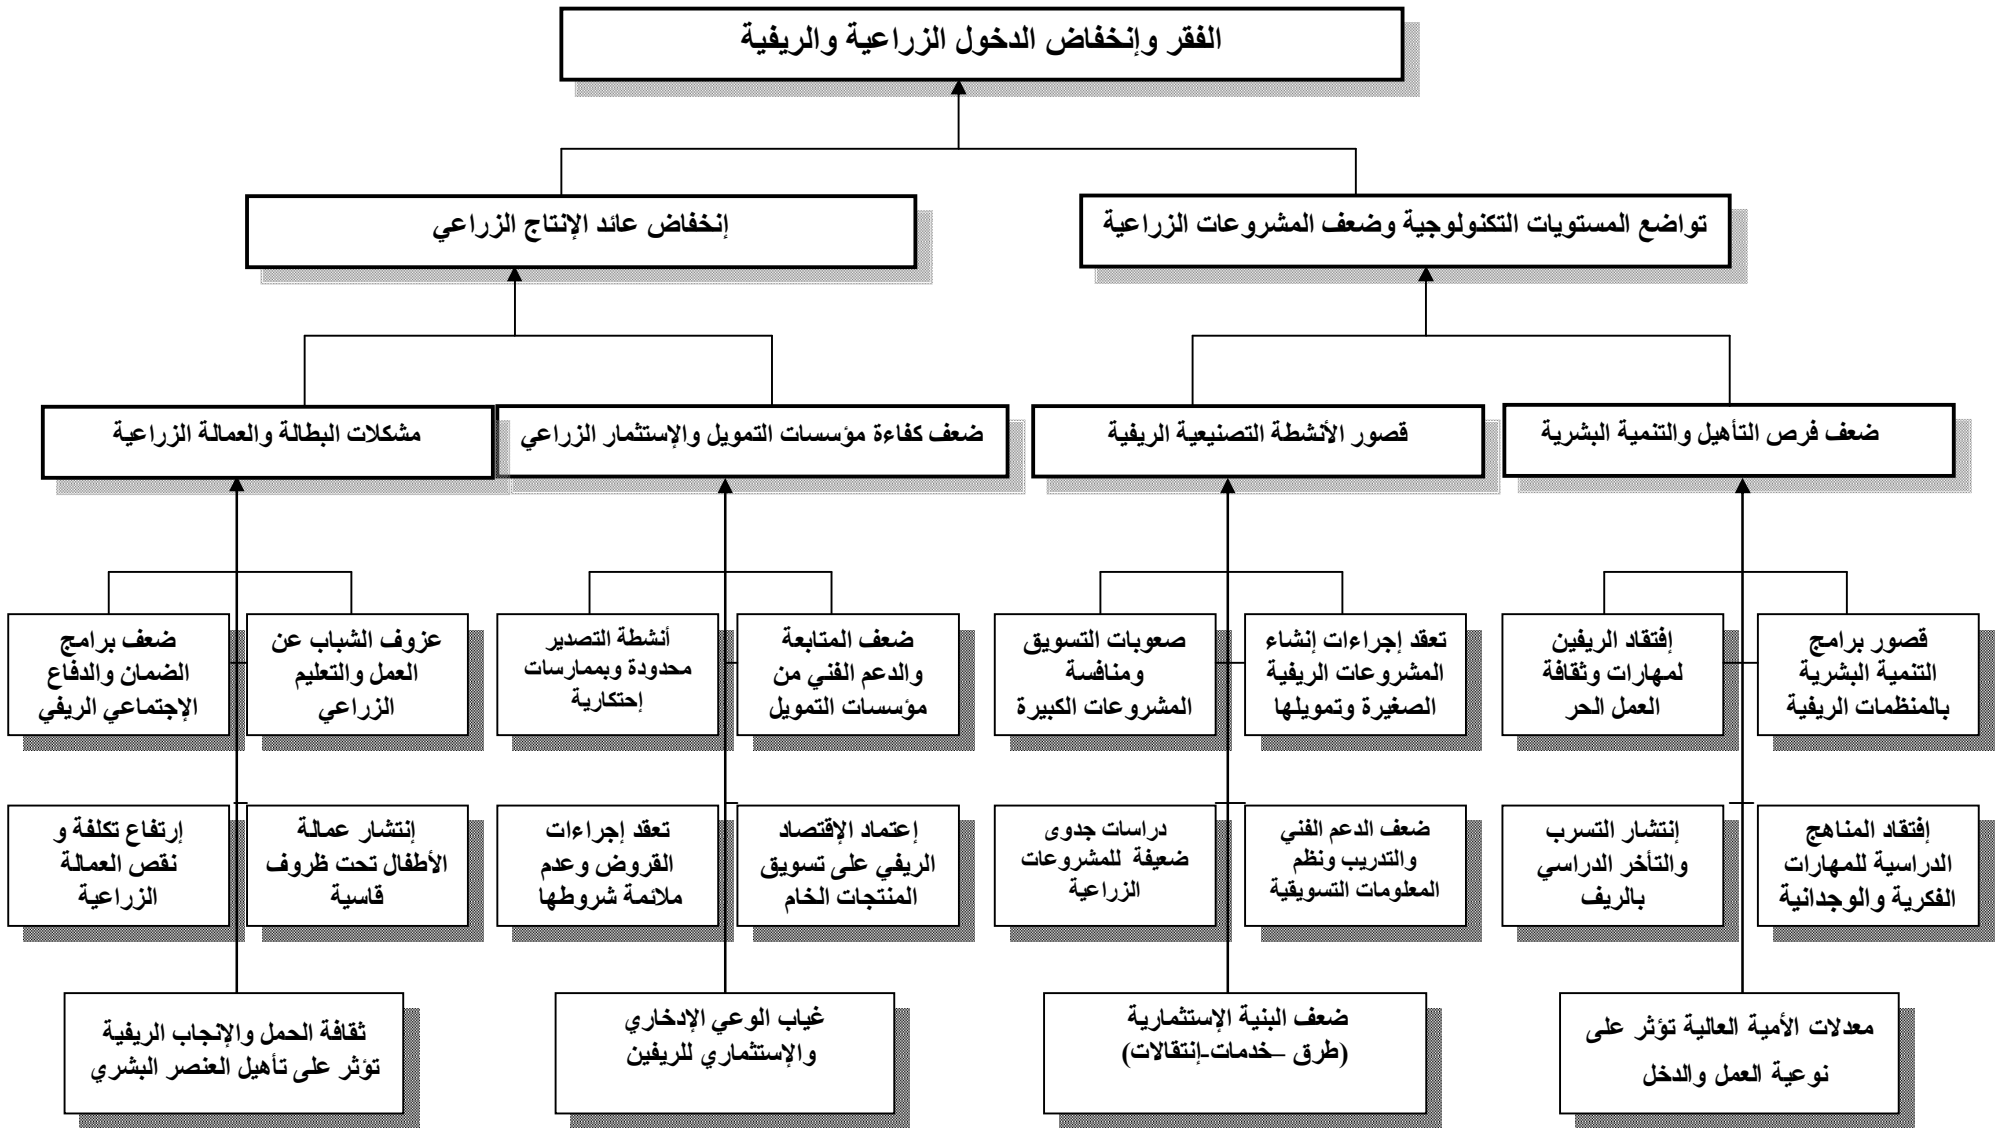 الفقر وإنخفاض الدخول الزراعية والريفية
تواضع المستويات التكنولوجية وضعف المشروعات الزراعية
إنخفاض عائد الإنتاج الزراعي
ضعف فرص التأهيل والتنمية البشرية
قصور الأنشطة التصنيعية الريفية
ضعف كفاءة مؤسسات التمويل والإستثمار الزراعي
مشكلات البطالة والعمالة الزراعية
قصور برامج
التنمية البشرية
بالمنظمات الريفية
إفتقاد الريفين
لمهارات وثقافة
العمل الحر
تعقد إجراءات إنشاء
المشروعات الريفية
الصغيرة وتمويلها
صعوبات التسويق
ومنافسة
المشروعات الكبيرة
ضعف المتابعة
والدعم الفني من
مؤسسات التمويل
أنشطة التصدير
محدودة وبممارسات
إحتكارية
عزوف الشباب عن
العمل والتعليم
الزراعي
ضعف برامج
الضمان والدفاع
الإجتماعي الريفي
إفتقاد المناهج
الدراسية للمهارات
الفكرية والوجدانية
إنتشار التسرب
والتأخر الدراسي
بالريف
ضعف الدعم الفني
والتدريب ونظم
المعلومات التسويقية
دراسات جدوى
ضعيفة للمشروعات
الزراعية
إعتماد الإقتصاد
الريفي على تسويق
المنتجات الخام
تعقد إجراءات
القروض وعدم
ملائمة شروطها
إنتشار عمالة
الأطفال تحت ظروف
قاسية
إرتفاع تكلفة و
نقص العمالة
الزراعية
معدلات الأمية العالية تؤثر على
نوعية العمل والدخل
ضعف البنية الإستثمارية
(طرق –خدمات-إنتقالات)
غياب الوعي الإدخاري
والإستثماري للريفين
ثقافة الحمل والإنجاب الريفية
تؤثر على تأهيل العنصر البشري